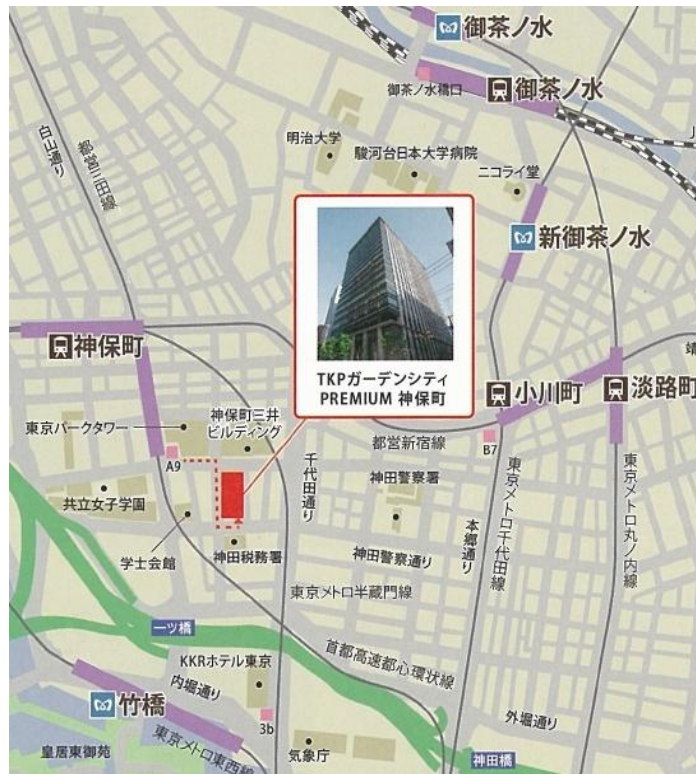 御茶ノ水
御茶ノ水橋口
御茶ノ水
明治大学
駿河台日本大学病院
ニコライ堂
白山通り
都営三田線
新御茶ノ水
神保町
TKPガーデンシティ
PREMIUM 神保町
小川町
淡路町
靖
東京パークタワー
神保町三井
ビルディング
A9
千代田通り
都営新宿線
B7
神田警察署
共立女子学園
学士会館
神田税務署
神田警察通り
本郷通り
東京メトロ千代田線
東京メトロ丸ノ内線
東京メトロ半蔵門線
一ツ橋
首都高速都心環状線
KKRホテル東京
内堀通り
竹橋
3b
外堀通り
皇居東御苑
東京メトロ東西線
気象庁
神田橋